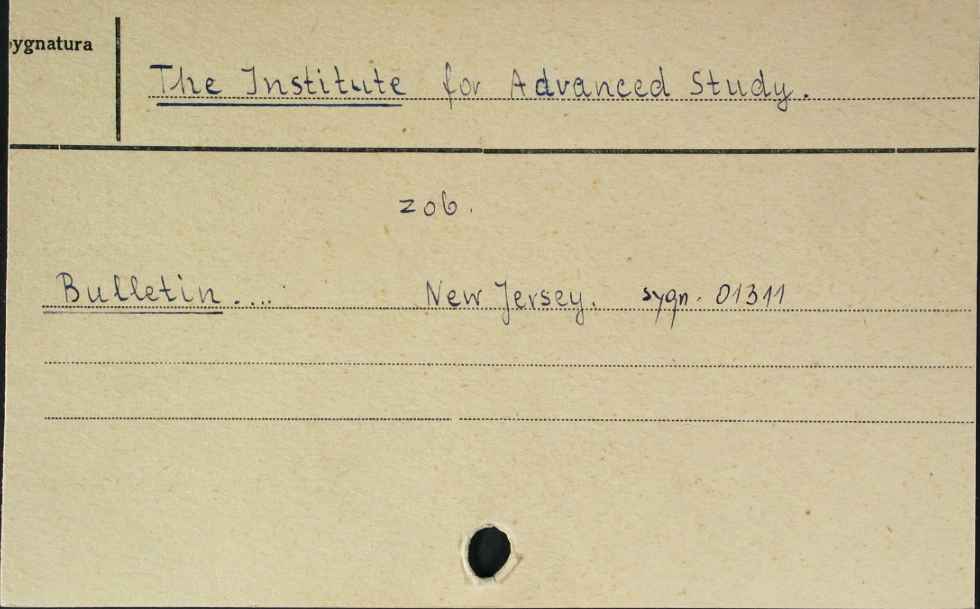 ygnatura
The Institute for Advanced Study.
zob.
Bulletin.... New Jersey. sygn. 01311